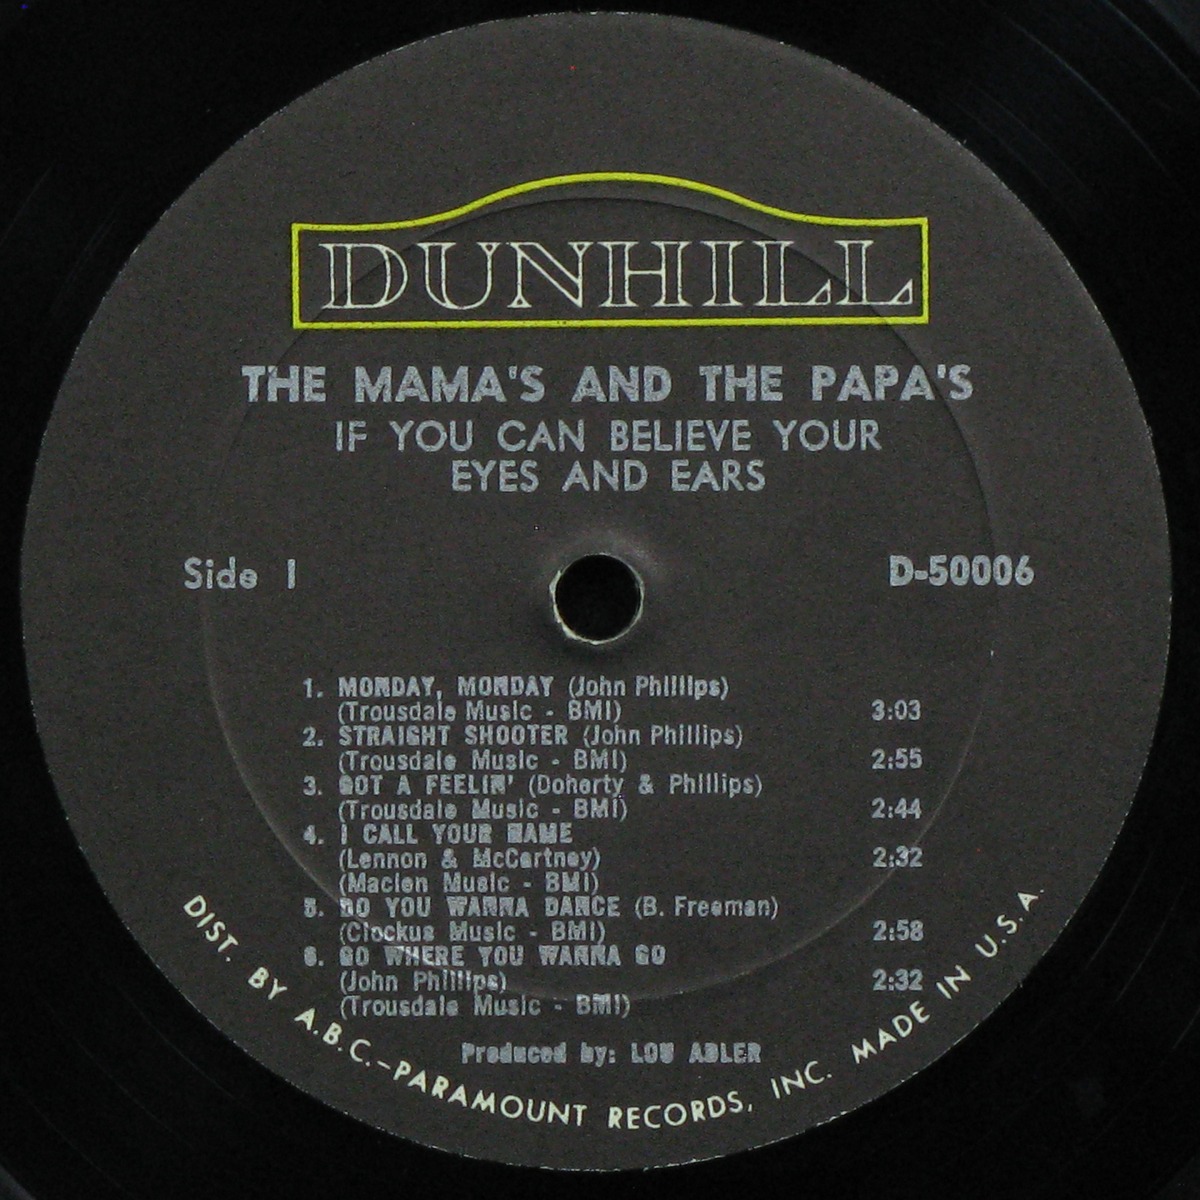 DUNHILL
THE MAMA'S AND THE PAPA'S
IF YOU CAN BELIEVE YOUR
EYES AND EARS
Side 1
D-50006
1. MONDAY, MONDAY (John Phillips)
(Trousdale Music - BMI) 3:03
2. STRAIGHT SHOOTER (John Phillips)
(Trousdale Music - BMI) 2:55
3. GOT A FEELIN' (Doherty & Phillips)
(Trousdale Music - BMI) 2:44
4. I CALL YOUR NAME
(Lennon & McCartney) 2:32
(Maclen Music - BMI)
5. DO YOU WANNA DANCE (B. Freeman)
(Clockus Music - BMI) 2:58
6. GO WHERE YOU WANNA GO
(John Phillips) 2:32
(Trousdale Music - BMI)
Produced by: LOU ADLER
DIST. BY A.B.C.-PARAMOUNT RECORDS, INC. MADE IN U.S.A.